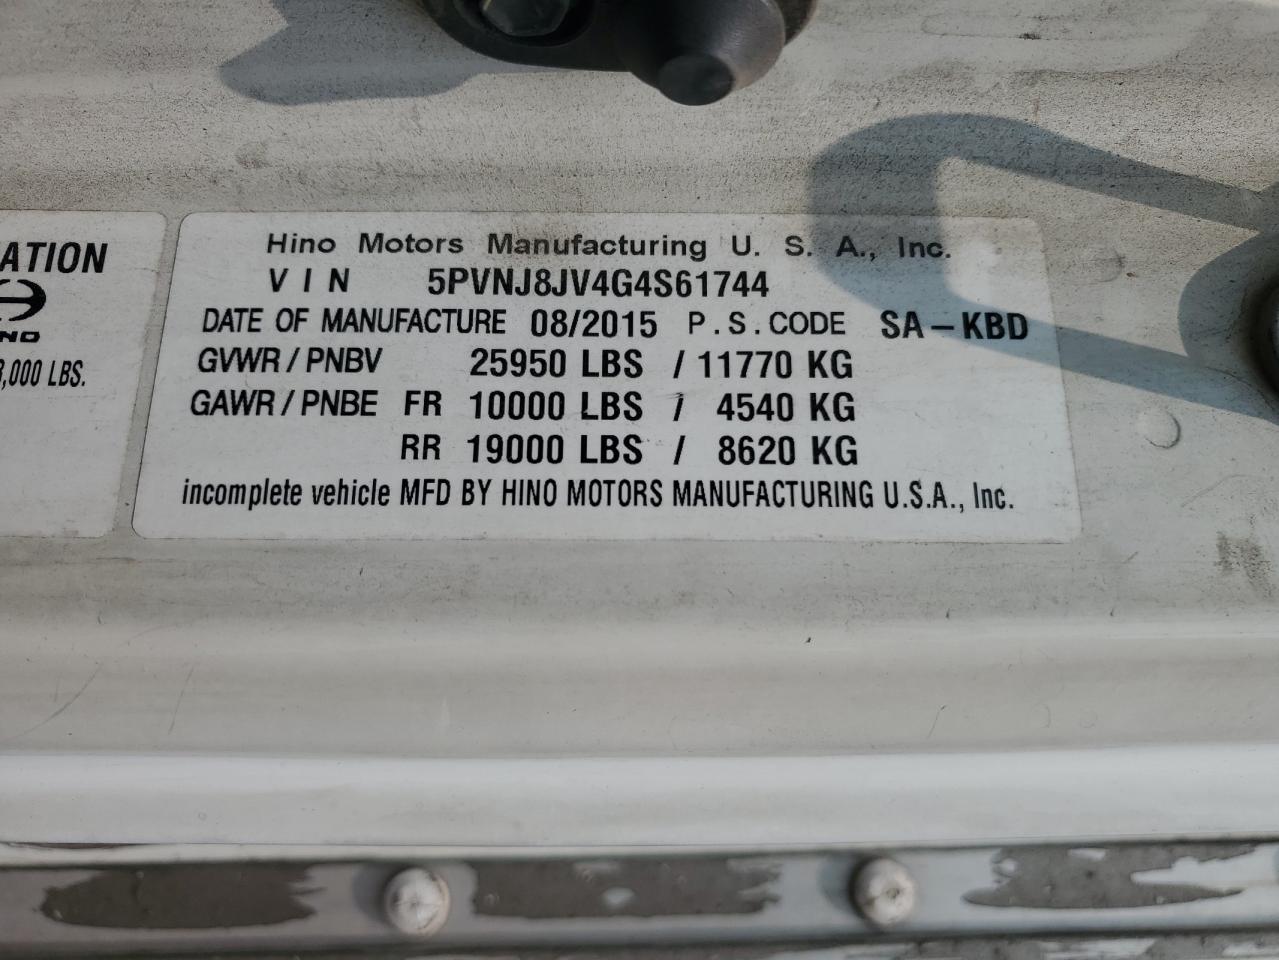 ATION
NO
,000 LBS.
Hino Motors Manufacturing U. S. A., Inc.
VIN 5PVNJ8JV4G4S61744
DATE OF MANUFACTURE 08/2015 P.S.CODE SA-KBD
GVWR/PNBV 25950 LBS / 11770 KG
GAWR/PNBE FR 10000 LBS / 4540 KG
RR 19000 LBS / 8620 KG
incomplete vehicle MFD BY HINO MOTORS MANUFACTURING U.S.A., Inc.